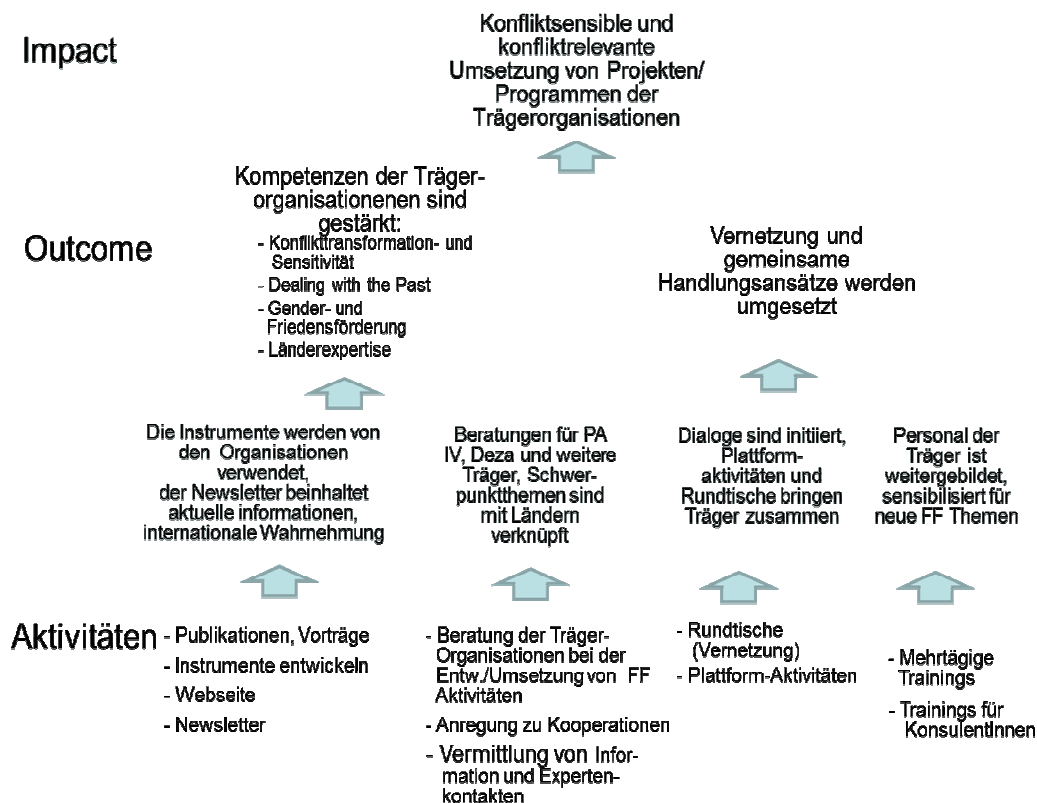 Impact
Konfliktsensible und
konfliktrelevante
Umsetzung von Projekten/
Programmen der
Trägerorganisationen
Outcome
Kompetenzen der Träger-
organisationenen sind
gestärkt:
- Konflikttransformation- und
Sensitivität
- Dealing with the Past
- Gender- und
Friedensförderung
- Länderexpertise
Vernetzung und
gemeinsame
Handlungsansätze werden
umgesetzt
Die Instrumente werden von
den Organisationen
verwendet,
der Newsletter beinhaltet
aktuelle informationen,
internationale Wahrnehmung
Beratungen für PA
IV, Deza und weitere
Träger, Schwer-
punktthemen sind
mit Ländern
verknüpft
Dialoge sind initiiert,
Plattform-
aktivitäten und
Rundtische bringen
Träger zusammen
Personal der
Träger ist
weitergebildet,
sensibilisiert für
neue FF Themen
Aktivitäten
- Publikationen, Vorträge
- Instrumente entwickeln
- Webseite
- Newsletter
- Beratung der Träger-
Organisationen bei der
Entw./Umsetzung von FF
Aktivitäten
- Anregung zu Kooperationen
- Vermittlung von Infor-
mation und Experten-
kontakten
- Rundtische
(Vernetzung)
- Plattform-Aktivitäten
- Mehrtägige
Trainings
- Trainings für
KonsulentInnen